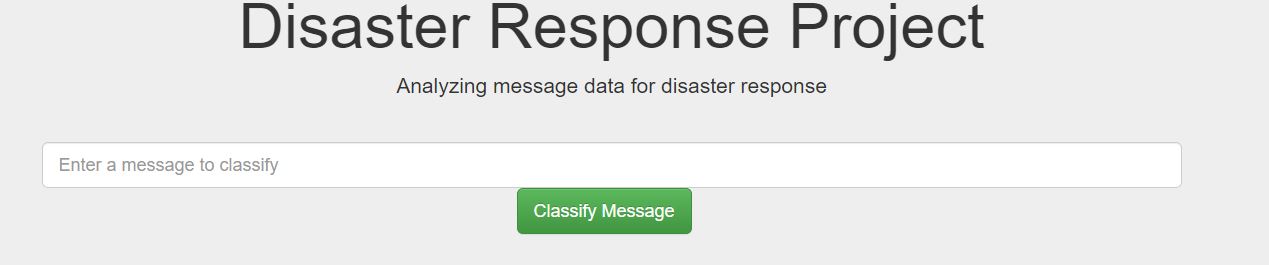 Disaster Response Project
Analyzing message data for disaster response
Enter a message to classify
Classify Message